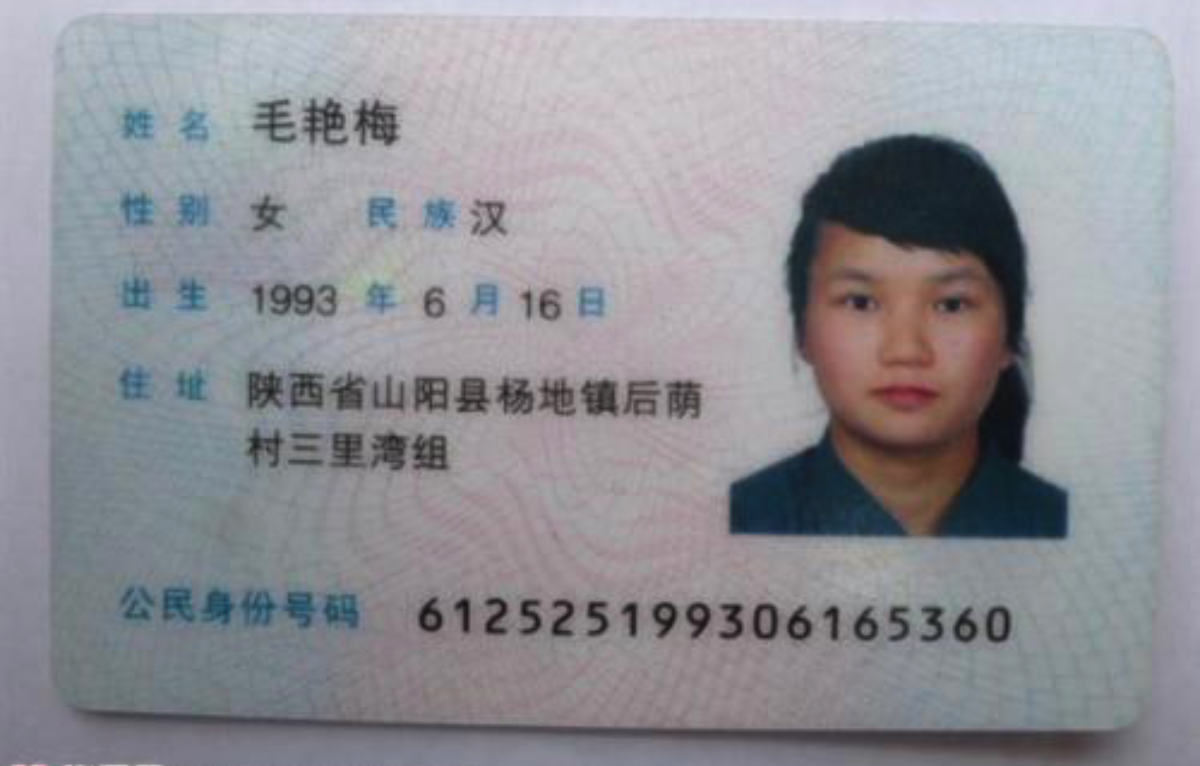 姓名 毛艳梅
性别 女 民族 汉
出生 1993 年 6 月 16 日
住址 陕西省山阳县杨地镇后荫
村三里湾组
公民身份号码 612525199306165360